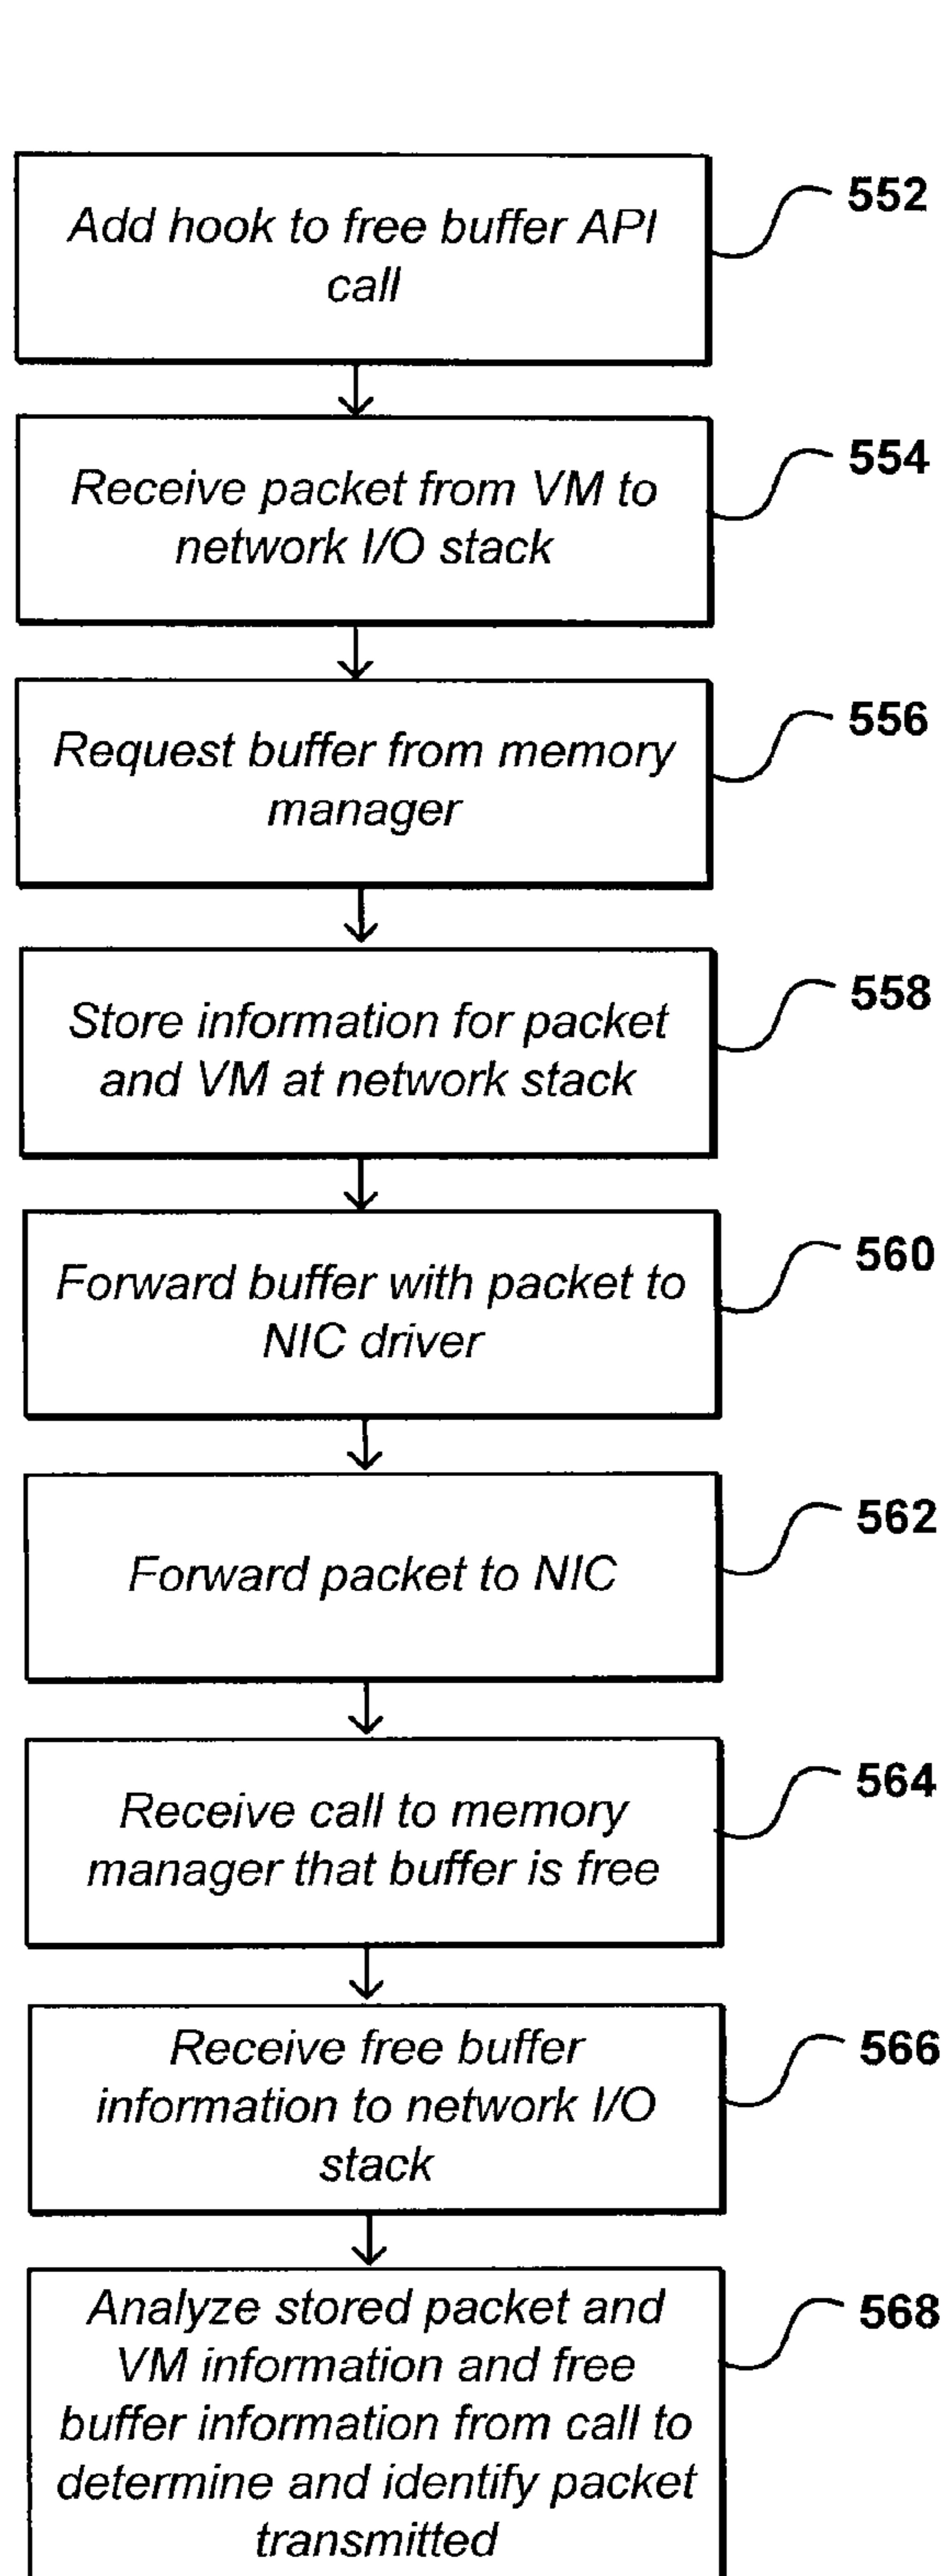 Add hook to free buffer API
call
552
Receive packet from VM to
network I/O stack
554
Request buffer from memory
manager
556
Store information for packet
and VM at network stack
558
Forward buffer with packet to
NIC driver
560
Forward packet to NIC
562
Receive call to memory
manager that buffer is free
564
Receive free buffer
information to network I/O
stack
566
Analyze stored packet and
VM information and free
buffer information from call to
determine and identify packet
transmitted
568